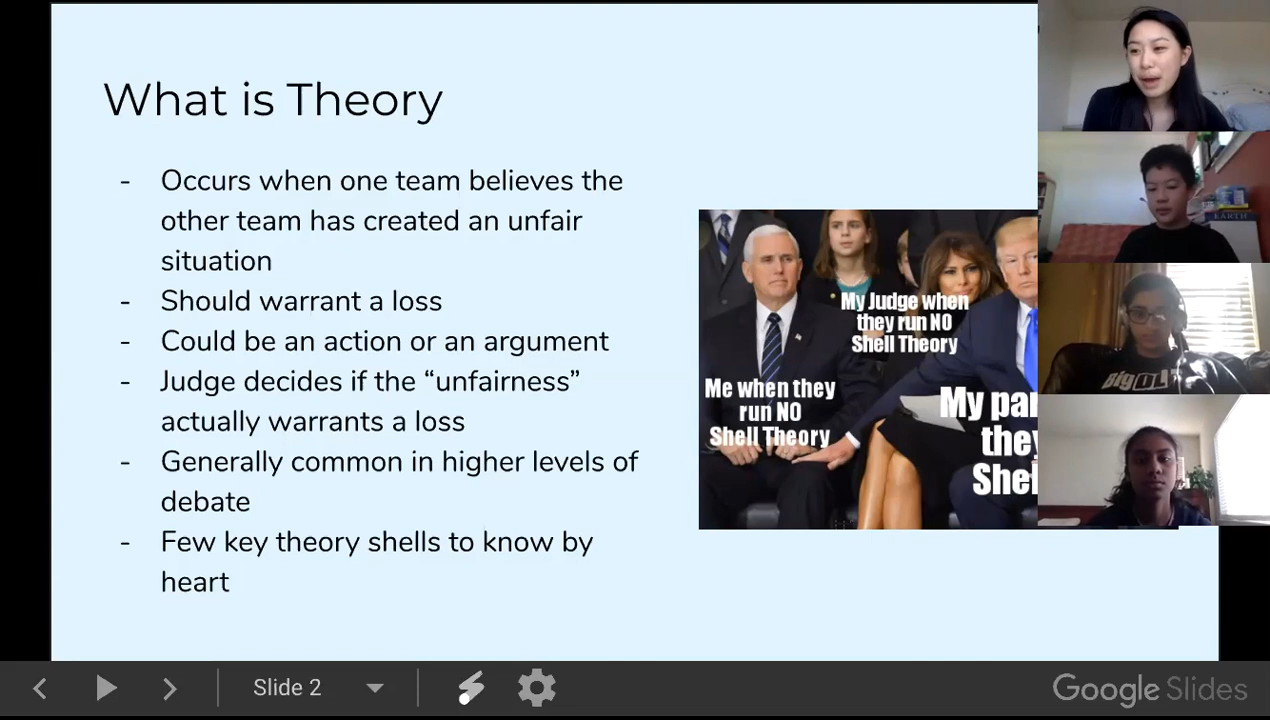 What is Theory
- Occurs when one team believes the
other team has created an unfair
situation
- Should warrant a loss
- Could be an action or an argument
- Judge decides if the “unfairness”
actually warrants a loss
- Generally common in higher levels of
debate
- Few key theory shells to know by
heart
My Judge when
they run NO
Shell Theory
Me when they
run NO
Shell Theory
My
EARTH
Slide 2
Google Slides